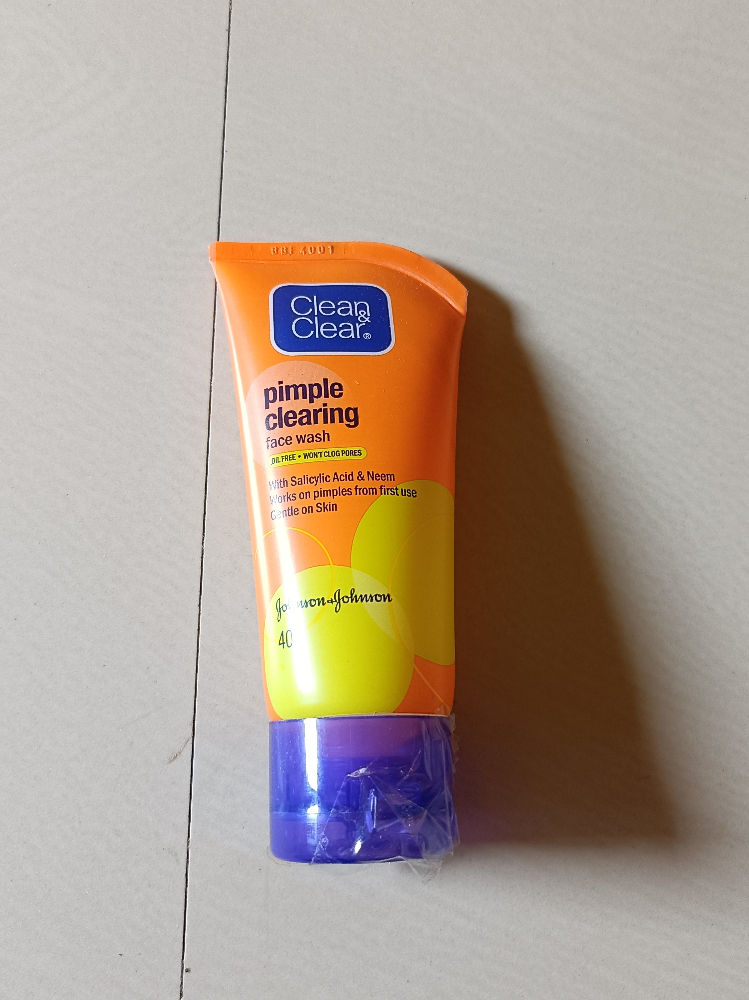 Clean
&
Clear®
pimple
clearing
face wash
OIL FREE • WON'T CLOG PORES
With Salicylic Acid & Neem
Works on pimples from first use
Gentle on Skin
Johnson+Johnson
40